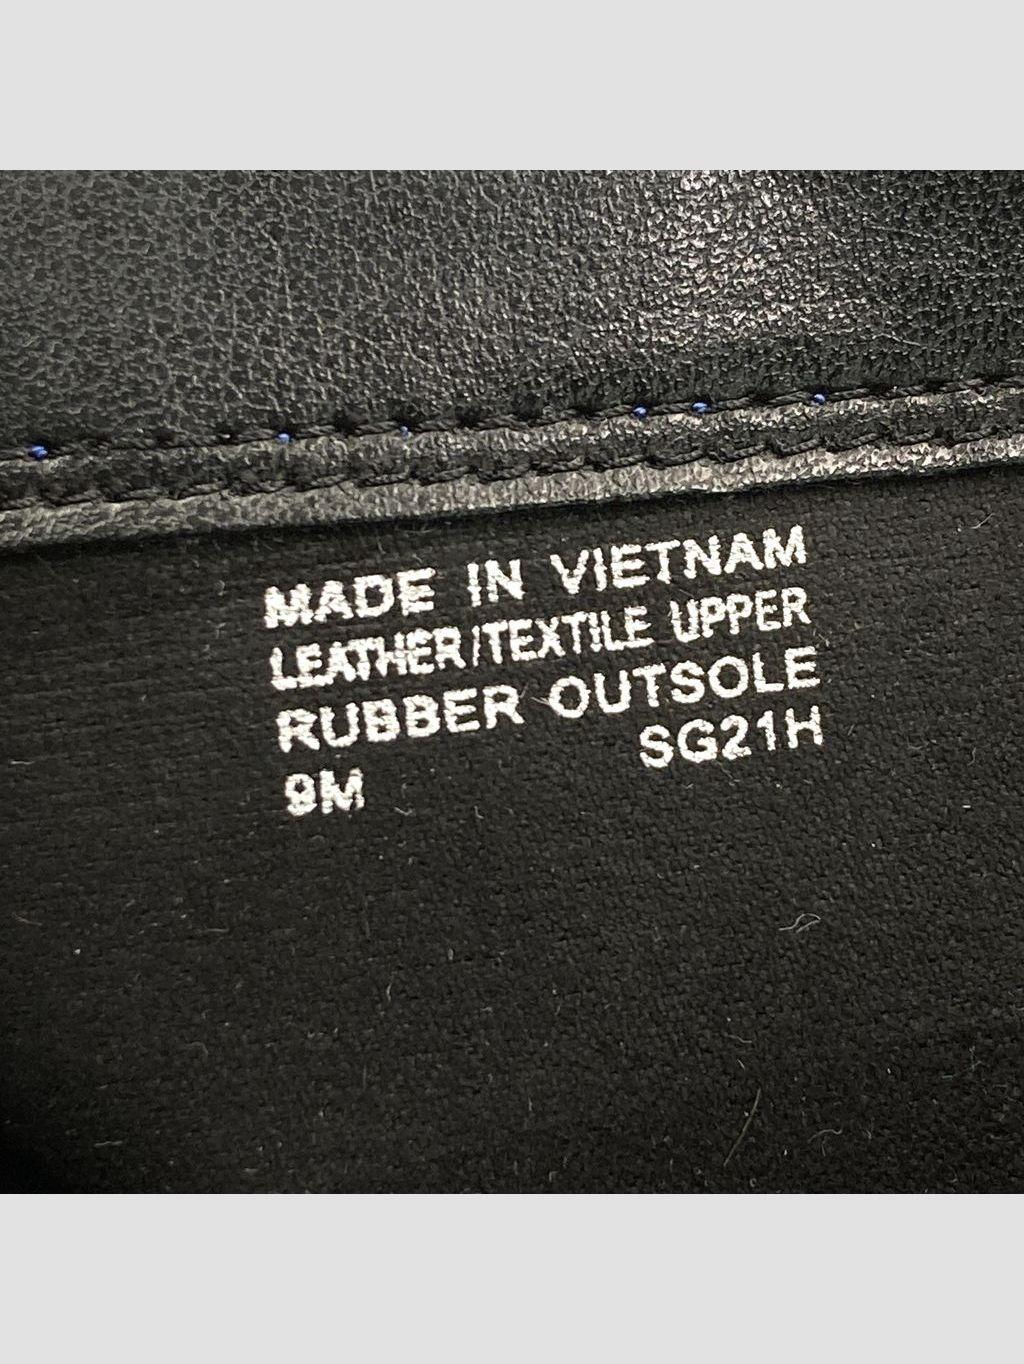 MADE IN VIETNAM
LEATHER/TEXTILE UPPER
RUBBER OUTSOLE
9M SG21H